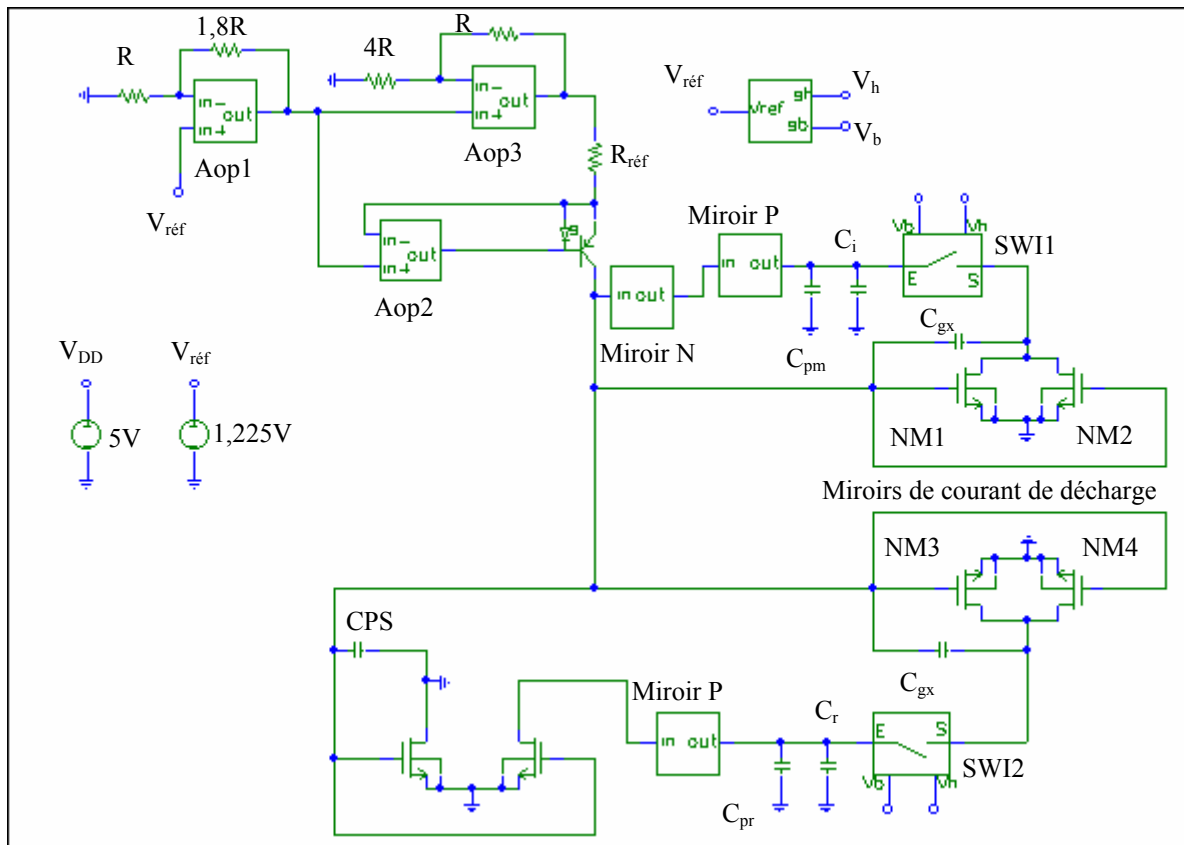 R
1,8R
4R
R
in-
in+
out
Aop1
Vréf
in-
in+
out
Aop3
Rréf
Vréf
vref
gh
gb
Vh
Vb
in-
in+
out
Aop2
in out
Miroir N
Miroir P
in out
Cpm
Ci
Vb
Vh
E
S
SWI1
Cgx
NM1
NM2
VDD
5V
Vréf
1,225V
Miroirs de courant de décharge
NM3
NM4
Cgx
CPS
Miroir P
in out
Cpr
Cr
E
S
Vb
Vh
SWI2